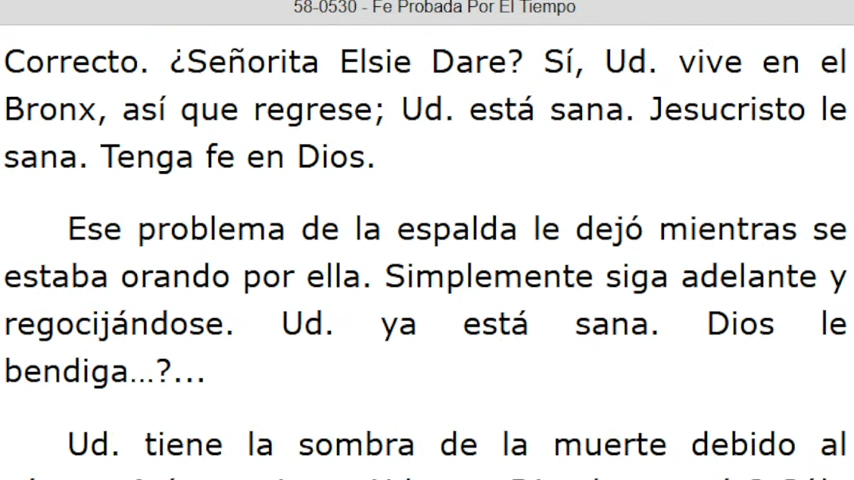 58-0530 - Fe Probada Por El Tiempo
Correcto. ¿Señorita Elsie Dare? Sí, Ud. vive en el
Bronx, así que regrese; Ud. está sana. Jesucristo le
sana. Tenga fe en Dios.
Ese problema de la espalda le dejó mientras se
estaba orando por ella. Simplemente siga adelante y
regocijándose. Ud. ya está sana. Dios le
bendiga...?...
Ud. tiene la sombra de la muerte debido al